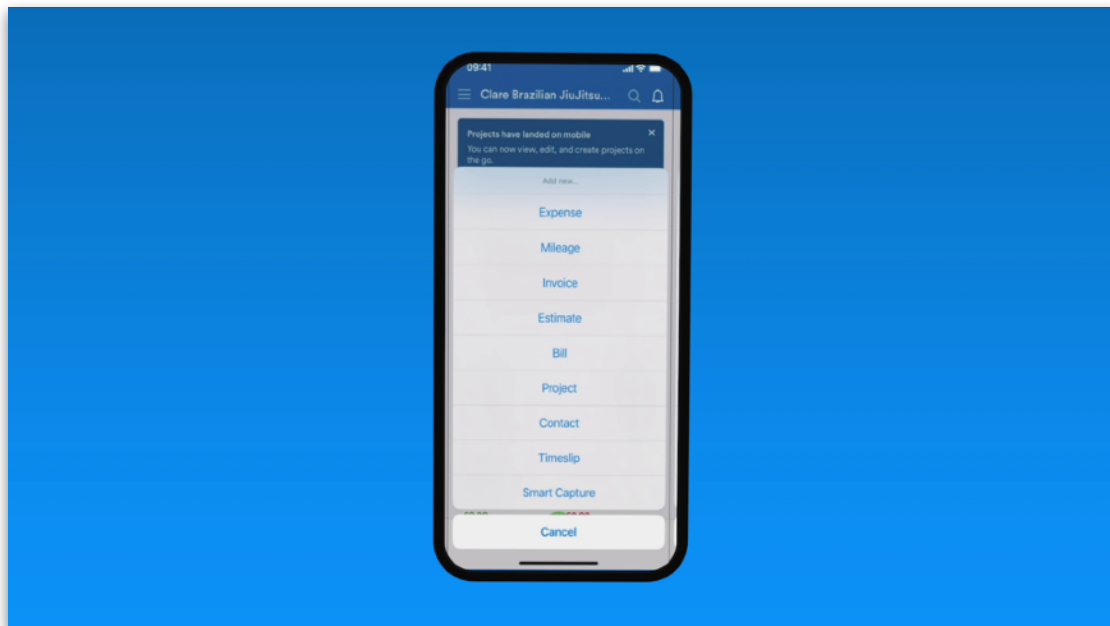 09:41
Clare Brazilian JiuJitsu...
Projects have landed on mobile
You can now view, edit, and create projects on
the go.
Add new...
Expense
Mileage
Invoice
Estimate
Bill
Project
Contact
Timeslip
Smart Capture
Cancel